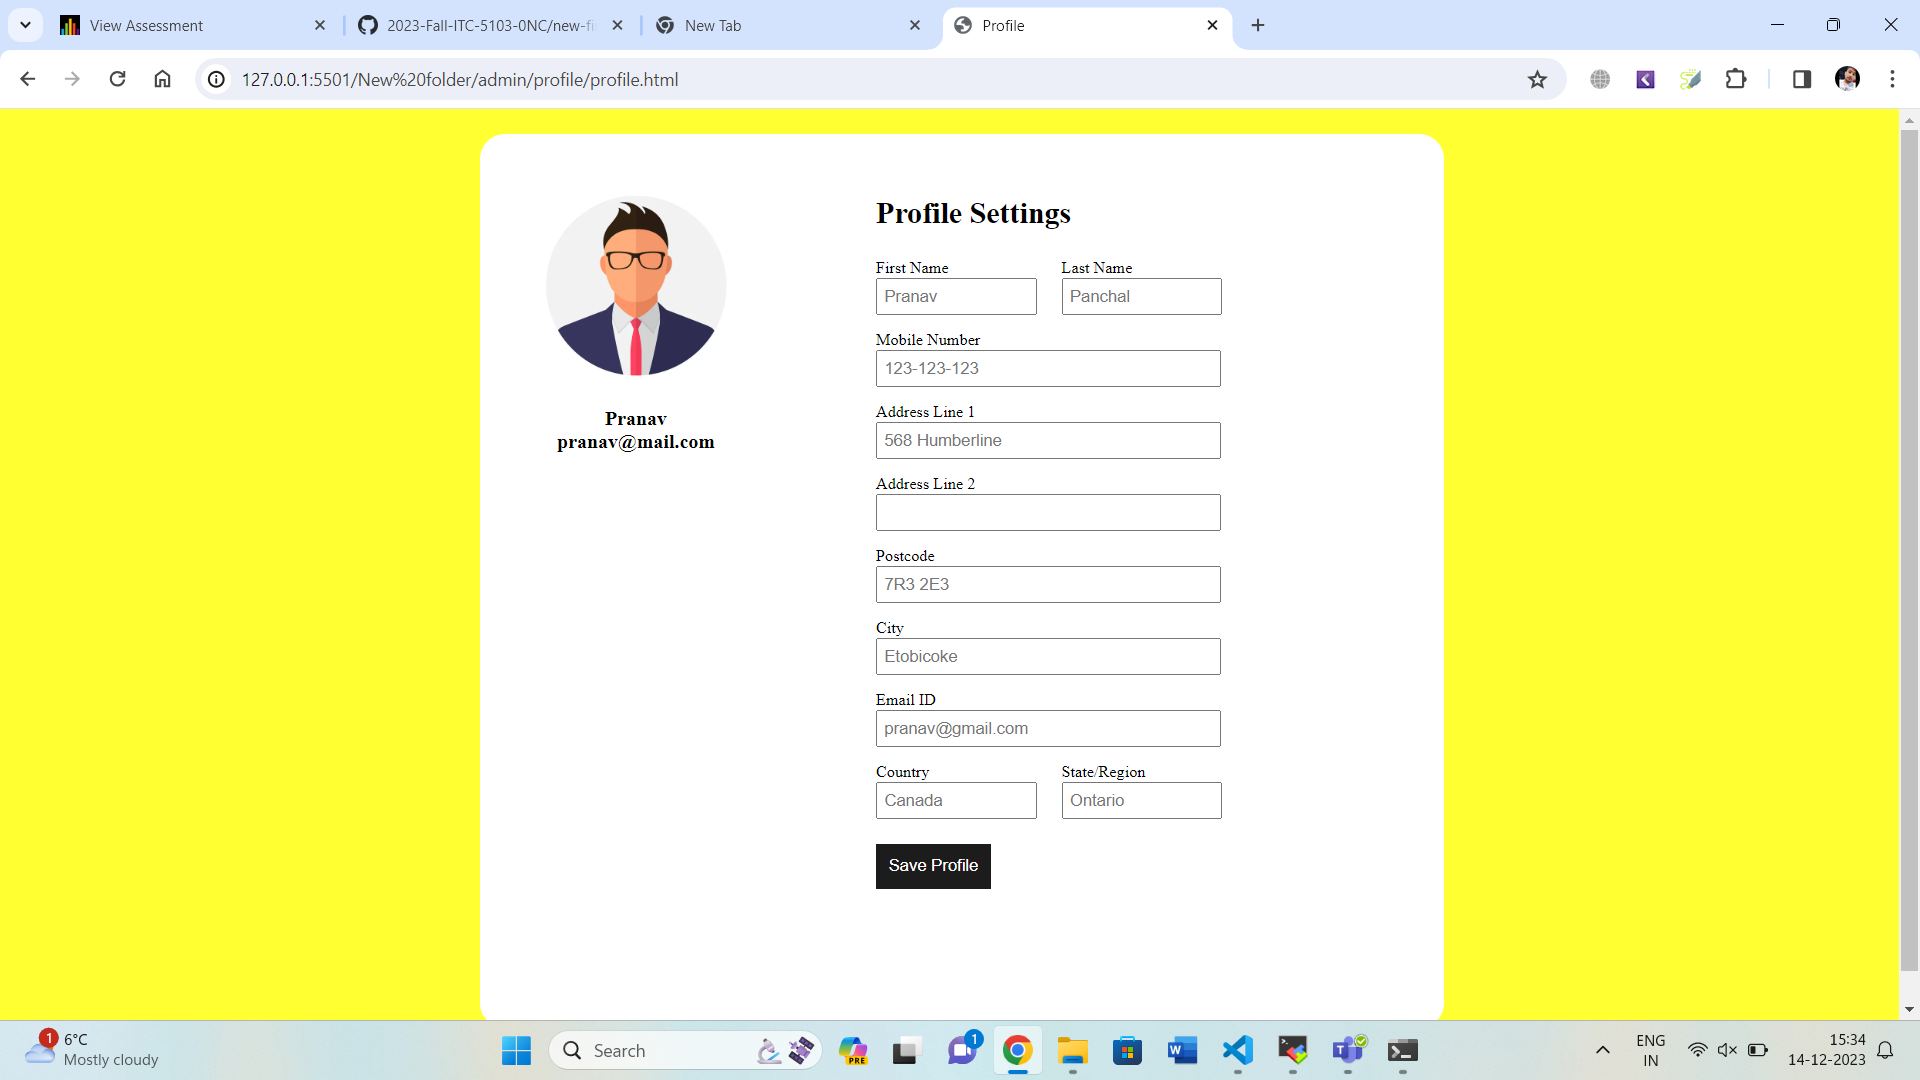 View Assessment
2023-Fall-ITC-5103-0NC/new-fi
New Tab
Profile
127.0.0.1:5501/New%20folder/admin/profile/profile.html
Profile Settings
First Name
Last Name
Pranav
Panchal
Mobile Number
123-123-123
Address Line 1
568 Humberline
Pranav
pranav@mail.com
Address Line 2
Postcode
7R3 2E3
City
Etobicoke
Email ID
pranav@gmail.com
Country
State/Region
Canada
Ontario
Save Profile
1
6°C
Mostly cloudy
Search
PRE
1
W
T
ENG
IN
15:34
14-12-2023